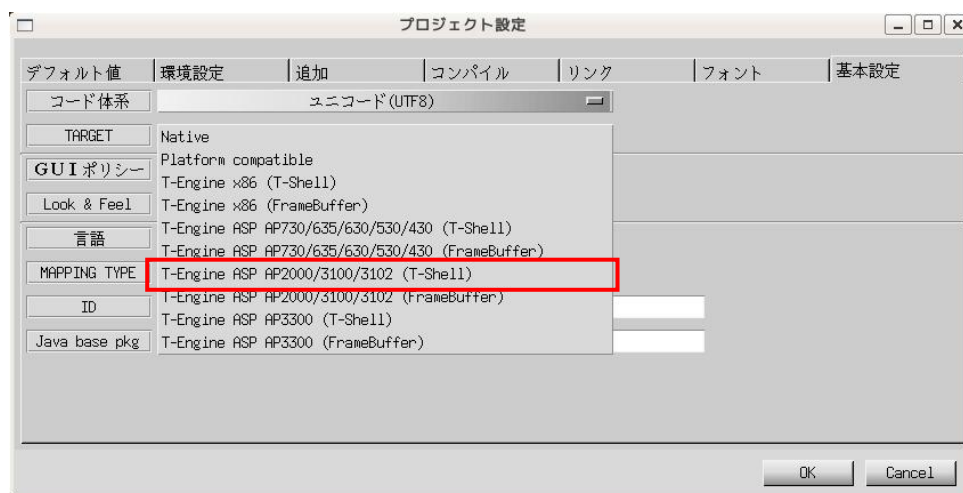 プロジェクト設定
デフォルト値 環境設定 追加 コンパイル リンク フォント 基本設定
コード体系 ユニコード(UTF8)
TARGET Native
Platform compatible
GUIポリシー T-Engine x86 (T-Shell)
Look & Feel T-Engine x86 (FrameBuffer)
T-Engine ASP AP730/635/630/530/430 (T-Shell)
言語 T-Engine ASP AP730/635/630/530/430 (FrameBuffer)
MAPPING TYPE T-Engine ASP AP2000/3100/3102 (T-Shell)
T-Engine ASP AP2000/3100/3102 (FrameBuffer)
ID T-Engine ASP AP3300 (T-Shell)
Java base pkg T-Engine ASP AP3300 (FrameBuffer)
OK Cancel